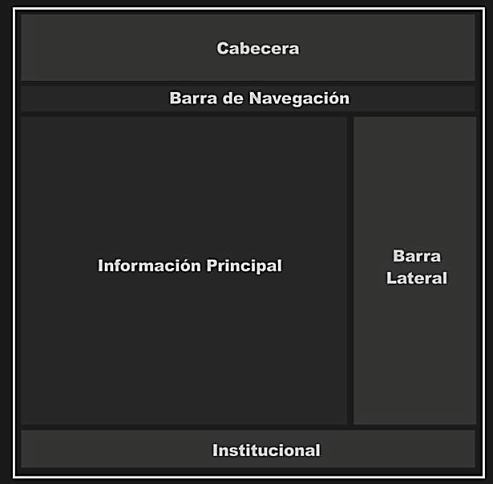 Cabecera
Barra de Navegación
Información Principal
Barra
Lateral
Institucional